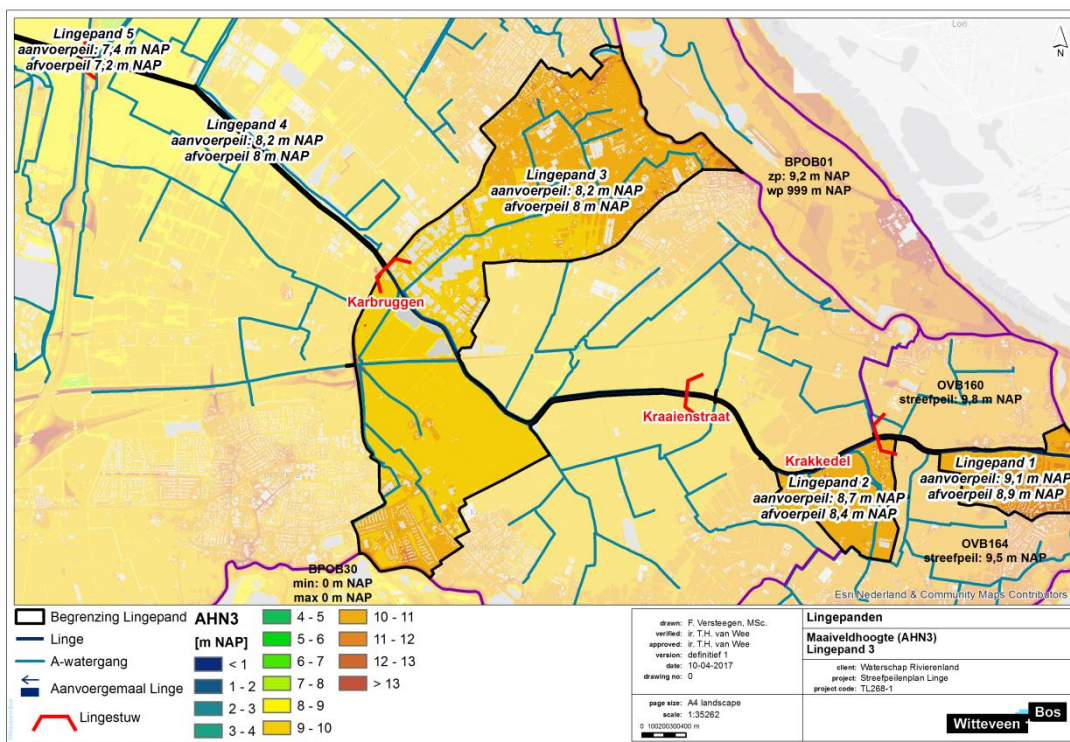 Loo
N
Lingepand 5
aanvoerpeil: 7,4 m NAP
afvoerpeil 7,2 m NAP
Lingepand 4
aanvoerpeil: 8,2 m NAP
afvoerpeil 8 m NAP
Lingepand 3
aanvoerpeil: 8,2 m NAP
afvoerpeil 8 m NAP
BPOB01
zp: 9,2 m NAP
wp 999 m NAP
Karbruggen
Kraaienstraat
OVB160
streefpeil: 9,8 m NAP
Krakkedel
Lingepand 2
aanvoerpeil: 8,7 m NAP
afvoerpeil 8,4 m NAP
Lingepand 1
aanvoerpeil: 9,1 m NAP
afvoerpeil 8,9 m NAP
OVB164
streefpeil: 9,5 m NAP
BPOB30
min: 0 m NAP
max 0 m NAP
Esri Nederland & Community Maps Contributors
Begrenzing Lingepand
Linge
A-watergang
Aanvoergemaal Linge
Lingestuw
AHN3
[m NAP]
< 1
1 - 2
2 - 3
3 - 4
4 - 5
5 - 6
6 - 7
7 - 8
8 - 9
9 - 10
10 - 11
11 - 12
12 - 13
> 13
drawn: F. Versteegen, MSc.
verified: ir. T.H. van Wee
approved: ir. T.H. van Wee
version: definitief 1
date: 10-04-2017
drawing no: 0
page size: A4 landscape
scale: 1:35262
0 100200300400 m
Lingepanden
Maaiveldhoogte (AHN3)
Lingepand 3
client: Waterschap Rivierenland
project: Streefpeilenplan Linge
project code: TL268-1
Witteveen + Bos